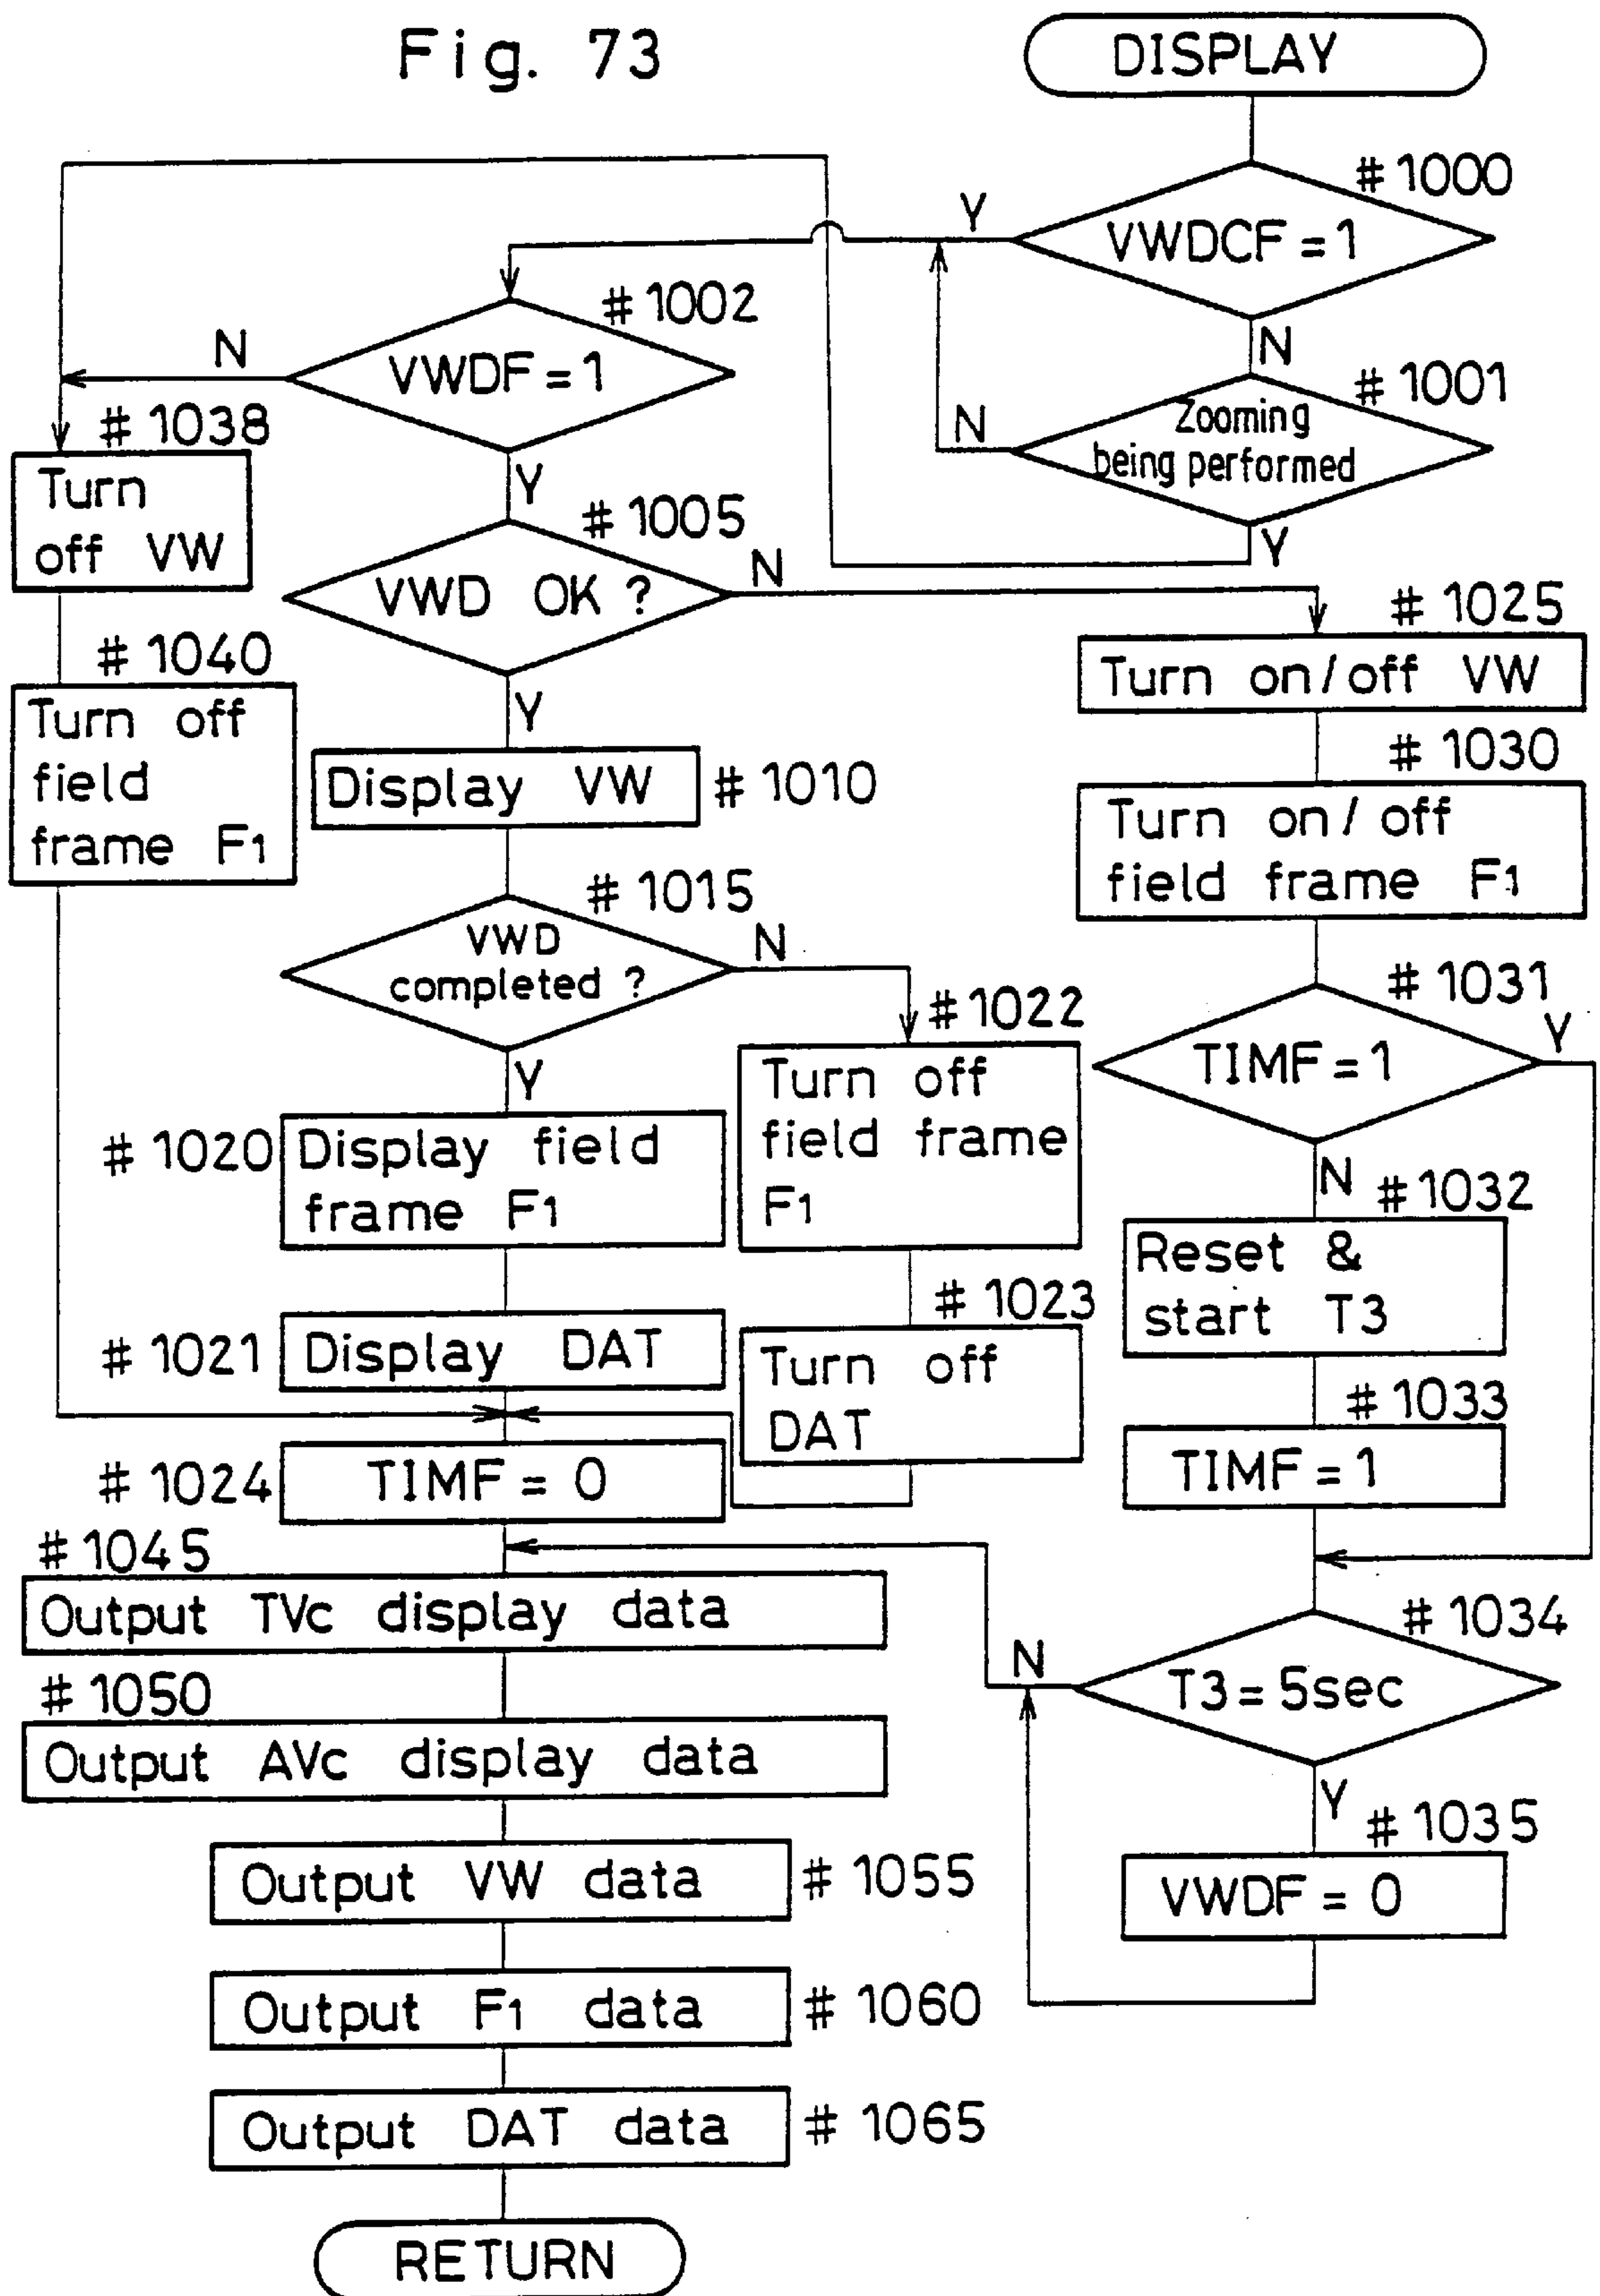 Fig. 73
DISPLAY
# 1000
VWDCF = 1
Y
N
# 1001
Zooming
being performed
N
Y
# 1002
VWDF = 1
N
Y
# 1038
Turn
off VW
# 1040
Turn off
field
frame F1
# 1005
VWD OK ?
N
Y
Display VW
# 1010
# 1015
VWD
completed ?
N
Y
# 1020
Display field
frame F1
# 1021
Display DAT
# 1022
Turn off
field frame
F1
# 1023
Turn off
DAT
# 1024
TIMF = 0
# 1025
Turn on/off VW
# 1030
Turn on/off
field frame F1
# 1031
TIMF = 1
Y
N
# 1032
Reset &
start T3
# 1033
TIMF = 1
# 1034
T3 = 5sec
N
Y
# 1035
VWDF = 0
# 1045
Output TVc display data
# 1050
Output AVc display data
Output VW data
# 1055
Output F1 data
# 1060
Output DAT data
# 1065
RETURN